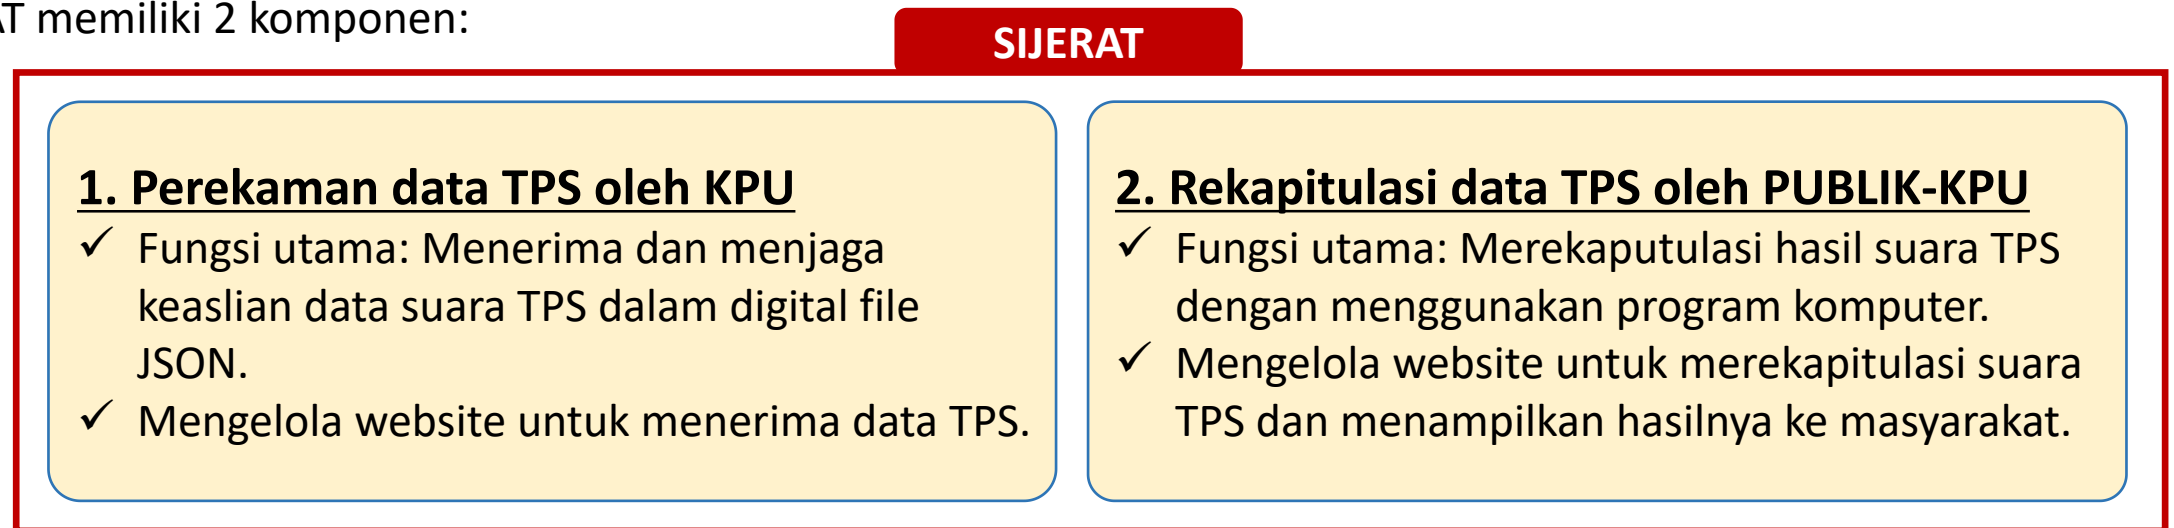 AT memiliki 2 komponen:
SIJERAT
1. Perekaman data TPS oleh KPU
✓ Fungsi utama: Menerima dan menjaga
keaslian data suara TPS dalam digital file
JSON.
✓ Mengelola website untuk menerima data TPS.
2. Rekapitulasi data TPS oleh PUBLIK-KPU
✓ Fungsi utama: Merekaputulasi hasil suara TPS
dengan menggunakan program komputer.
✓ Mengelola website untuk merekapitulasi suara
TPS dan menampilkan hasilnya ke masyarakat.